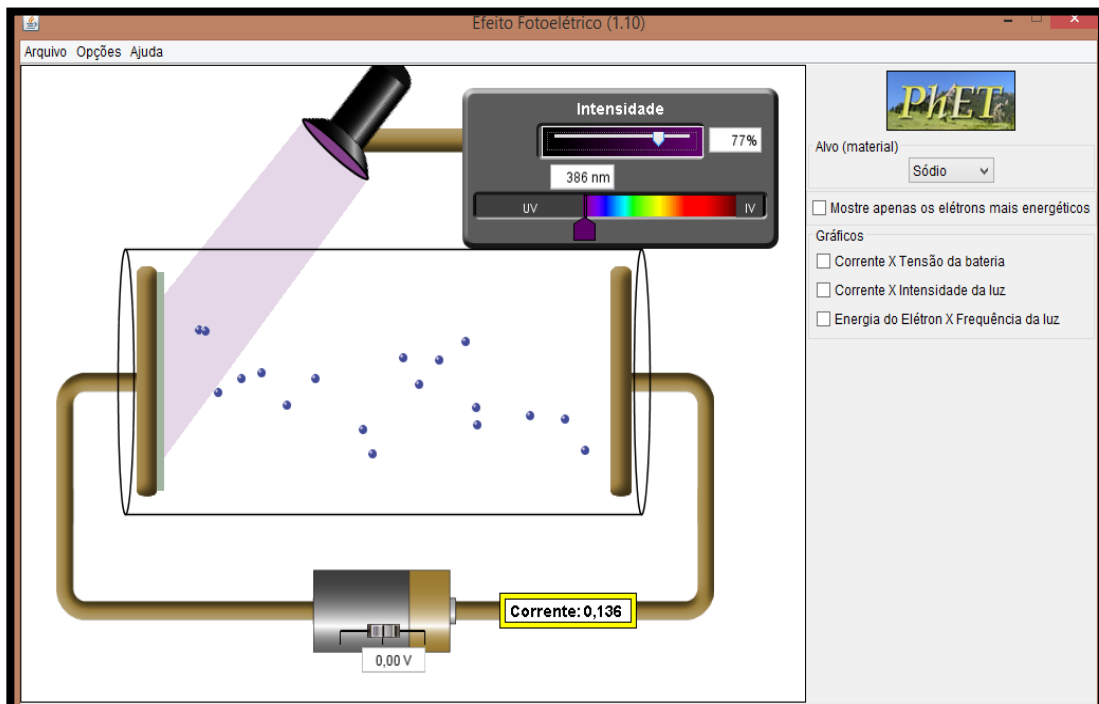 Efeito Fotoelétrico (1.10)
Arquivo Opções Ajuda
Intensidade
77%
386 nm
UV
IV
Corrente: 0,136
0,00 V
PhET
Alvo (material)
Sódio
Mostre apenas os elétrons mais energéticos
Gráficos
Corrente X Tensão da bateria
Corrente X Intensidade da luz
Energia do Elétron X Frequência da luz